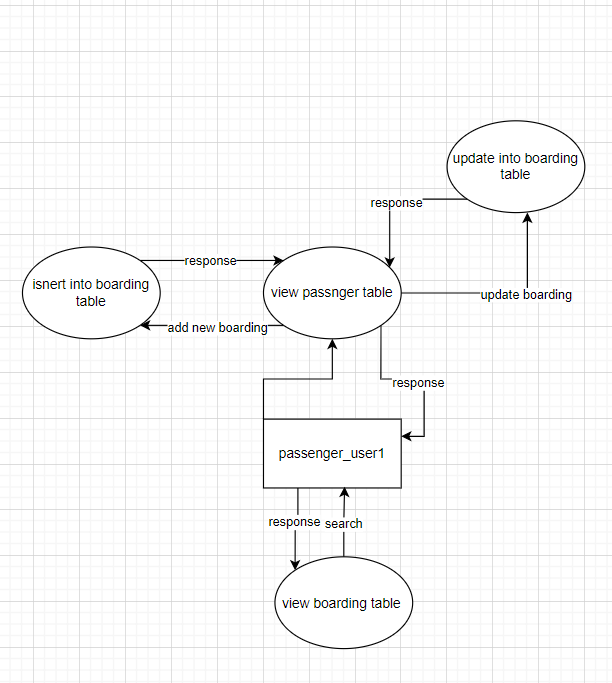 update into boarding
table
response
response
isnert into boarding
table
view passnger table
update boarding
add new boarding
response
passenger_user1
response
search
view boarding table